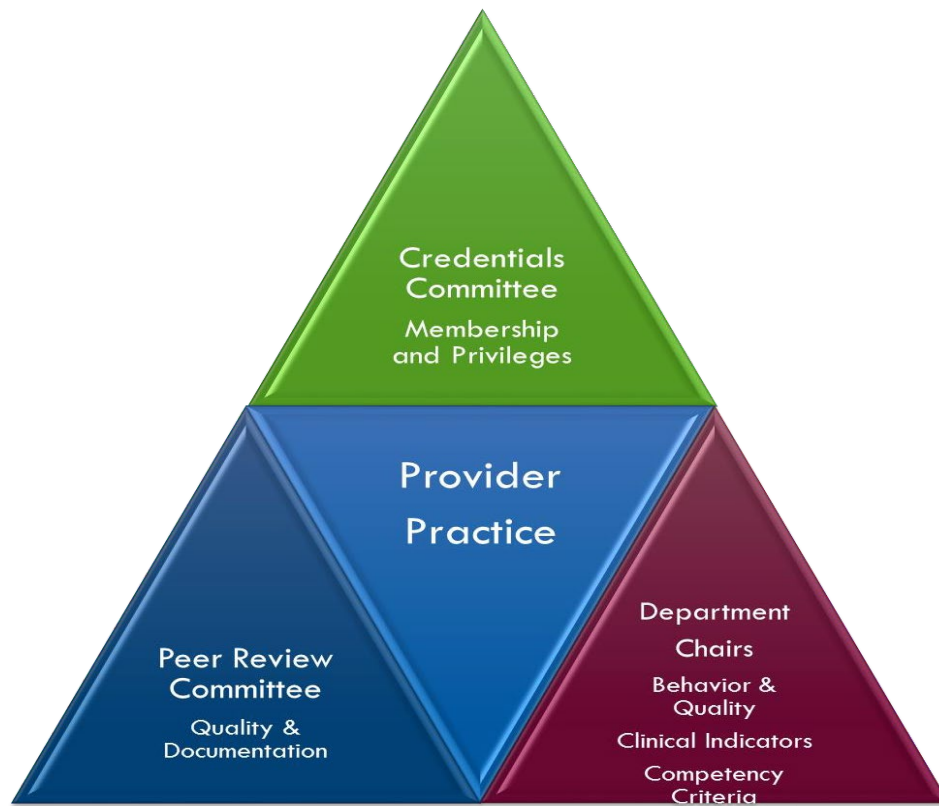 Credentials
Committee
Membership
and Privileges
Provider
Practice
Peer Review
Committee
Quality &
Documentation
Department
Chairs
Behavior &
Quality
Clinical Indicators
Competency
Criteria